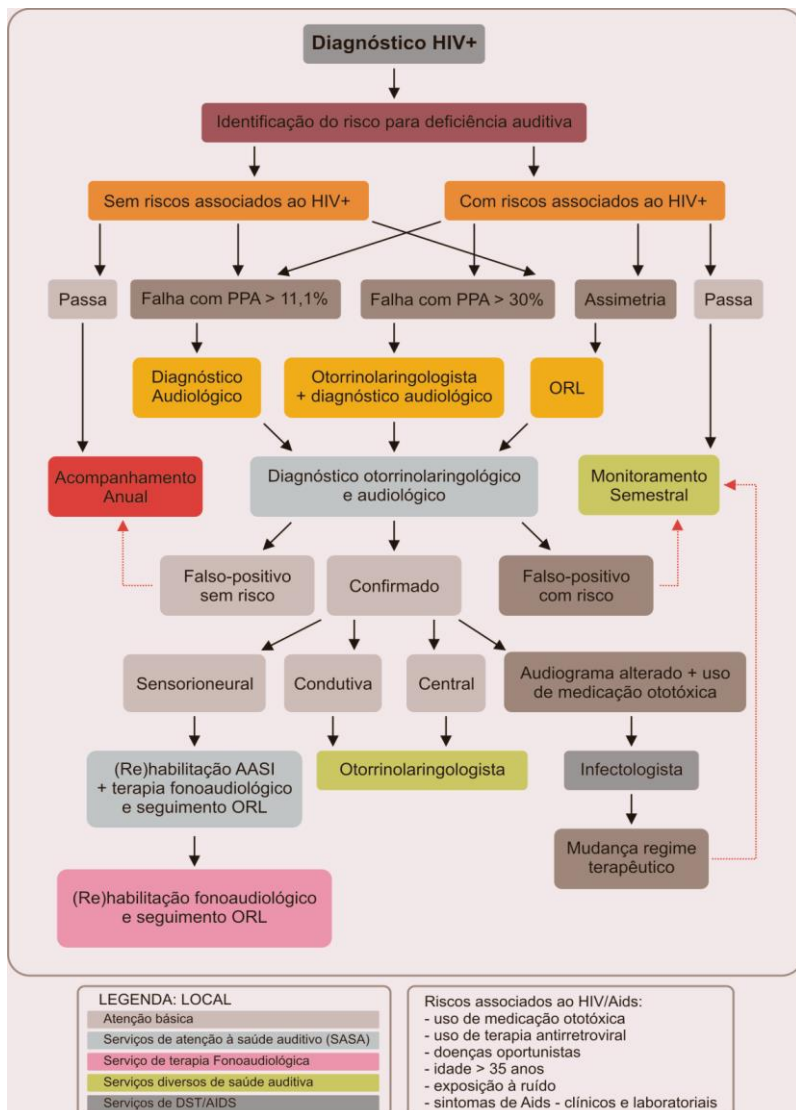 Diagnóstico HIV+
Identificação do risco para deficiência auditiva
Sem riscos associados ao HIV+
Com riscos associados ao HIV+
Passa
Falha com PPA > 11,1%
Falha com PPA > 30%
Assimetria
Passa
Diagnóstico
Audiológico
Otorrinolaringologista
+ diagnóstico audiológico
ORL
Acompanhamento
Anual
Diagnóstico otorrinolaringológico
e audiológico
Monitoramento
Semestral
Falso-positivo
sem risco
Confirmado
Falso-positivo
com risco
Sensorioneural
Condutiva
Central
Audiograma alterado + uso
de medicação ototóxica
(Re)habilitação AASI
+ terapia fonoaudiológico
e seguimento ORL
Otorrinolaringologista
Infectologista
Mudança regime
terapêutico
(Re)habilitação fonoaudiológico
e seguimento ORL
LEGENDA: LOCAL
Atenção básica
Serviços de atenção à saúde auditivo (SASA)
Serviço de terapia Fonoaudiológica
Serviços diversos de saúde auditiva
Serviços de DST/AIDS
Riscos associados ao HIV/Aids:
- uso de medicação ototóxica
- uso de terapia antirretroviral
- doenças oportunistas
- idade > 35 anos
- exposição à ruído
- sintomas de Aids - clínicos e laboratoriais